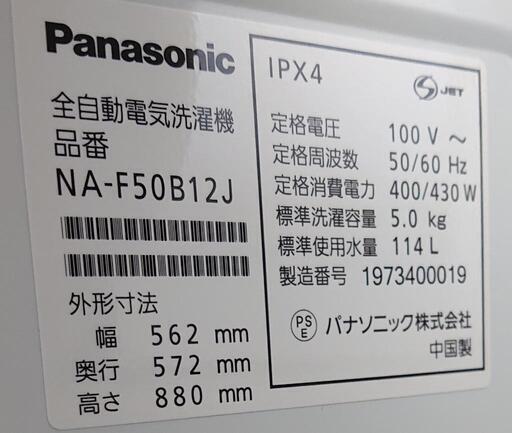 Panasonic
全自動電気洗濯機
品番
NA-F50B12J
外形寸法
幅 562 mm
奥行 572 mm
高さ 880 mm
IPX4
S JET
定格電圧 100 V ～
定格周波数 50/60 Hz
定格消費電力 400/430 W
標準洗濯容量 5.0 kg
標準使用水量 114 L
製造番号 1973400019
PS E パナソニック株式会社
中国製